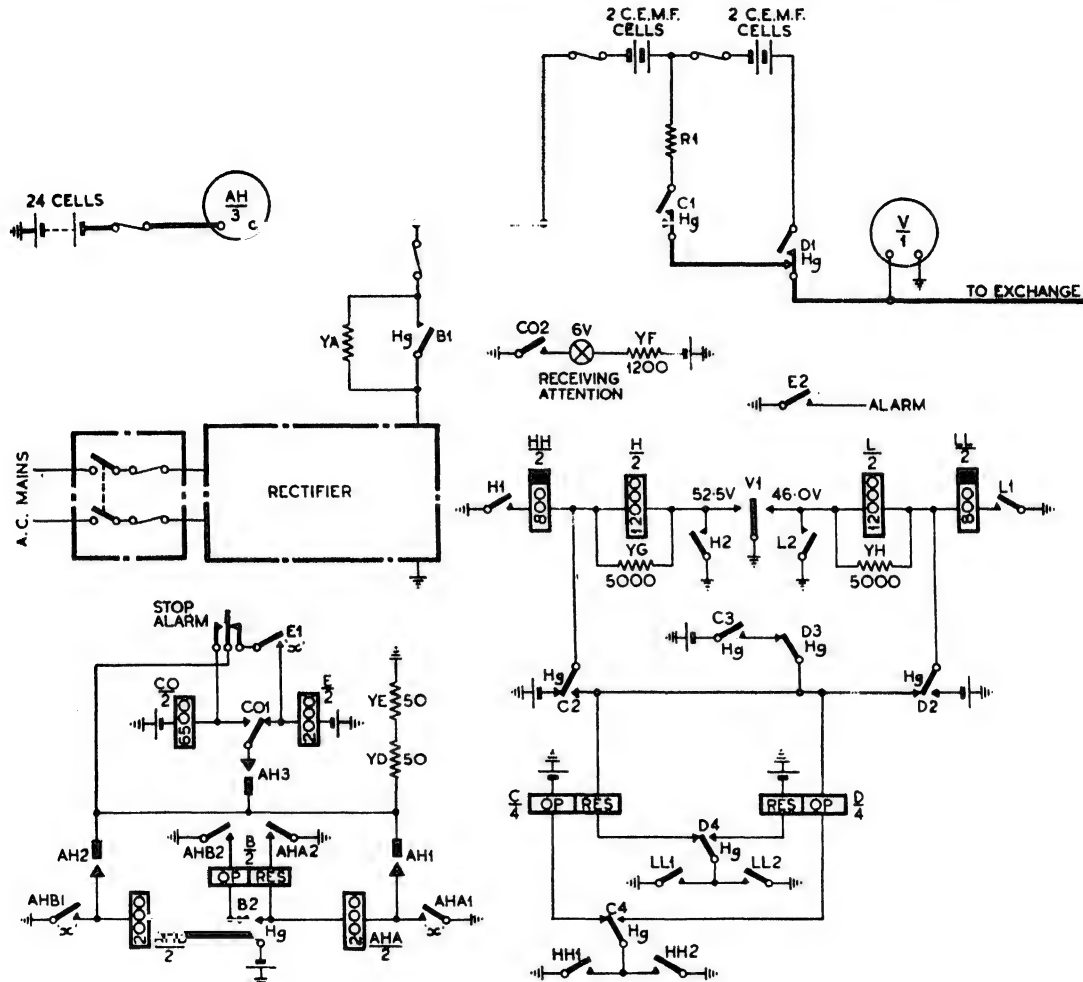 2 C.E.M.F. CELLS
2 C.E.M.F. CELLS
R1
24 CELLS
AH
3
C1
Hg
D1
Hg
V
1
TO EXCHANGE
YA
Hg
B1
CO2
6V
YF
1200
RECEIVING ATTENTION
E2
ALARM
A.C. MAINS
RECTIFIER
H1
HH
2
800
H
2
1200
52·5V
V1
46·0V
L
2
1200
LL
2
800
L1
YG
5000
H2
L2
YH
5000
STOP ALARM
E1
'x'
C3
Hg
D3
Hg
CO
2
6500
CO1
E
2
2000
YE
50
YD
50
Hg
C2
Hg
D2
AH3
C
4
OP
RES
RES
OP
D
4
AH2
AHB2
B
2
AHA2
AH1
D4
Hg
LL1
LL2
OP
RES
AHB1
'x'
2000
2
B2
Hg
2000
AHA
2
AHA1
'x'
C4
Hg
HH1
HH2